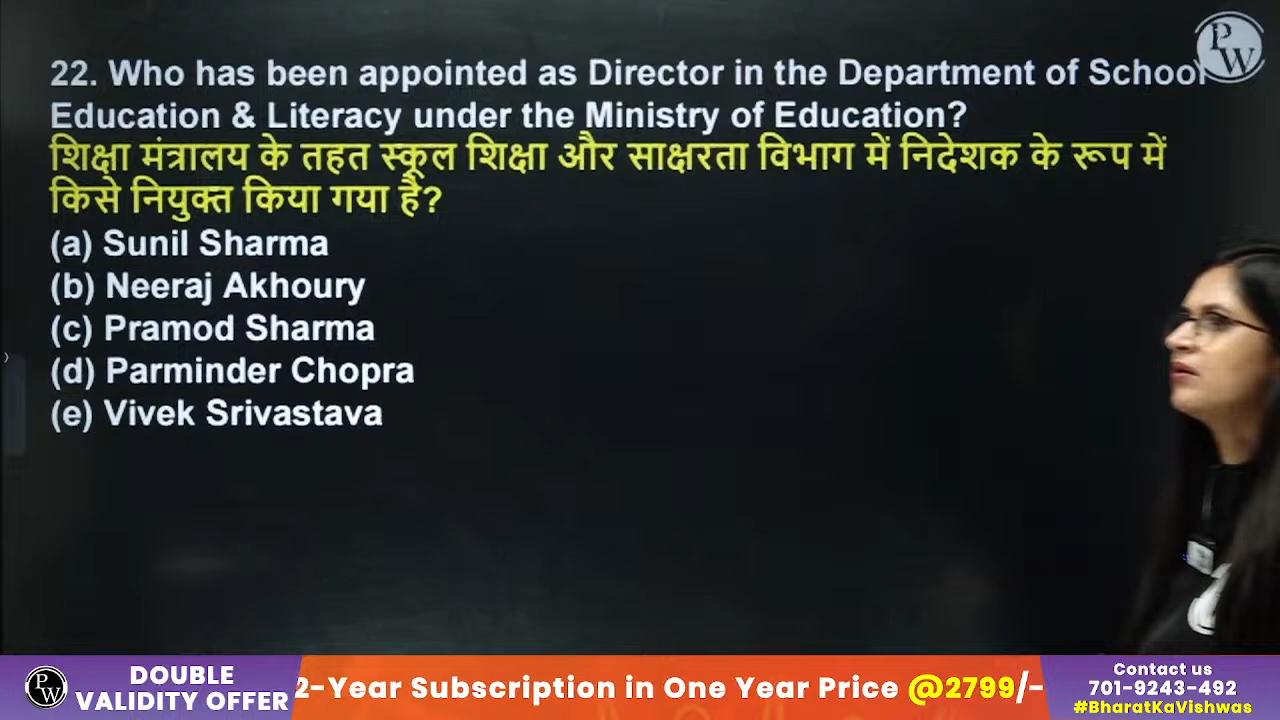 PW
22. Who has been appointed as Director in the Department of School
Education & Literacy under the Ministry of Education?
शिक्षा मंत्रालय के तहत स्कूल शिक्षा और साक्षरता विभाग में निदेशक के रूप में
किसे नियुक्त किया गया है?
(a) Sunil Sharma
(b) Neeraj Akhoury
(c) Pramod Sharma
(d) Parminder Chopra
(e) Vivek Srivastava
PW
DOUBLE
VALIDITY OFFER
2-Year Subscription in One Year Price @2799/-
Contact us
701-9243-492
#BharatKaVishwas